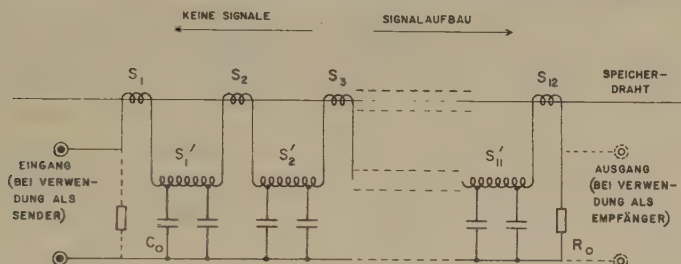 KEINE SIGNALE
SIGNALAUFBAU
S₁
S₂
S₃
S₁₂
SPEICHER-
DRAHT
S₁′
S₂′
S₁₁′
EINGANG
(BEI VERWEN-
DUNG ALS
SENDER)
AUSGANG
(BEI VERWEN-
DUNG ALS
EMPFÄNGER)
C₀
R₀